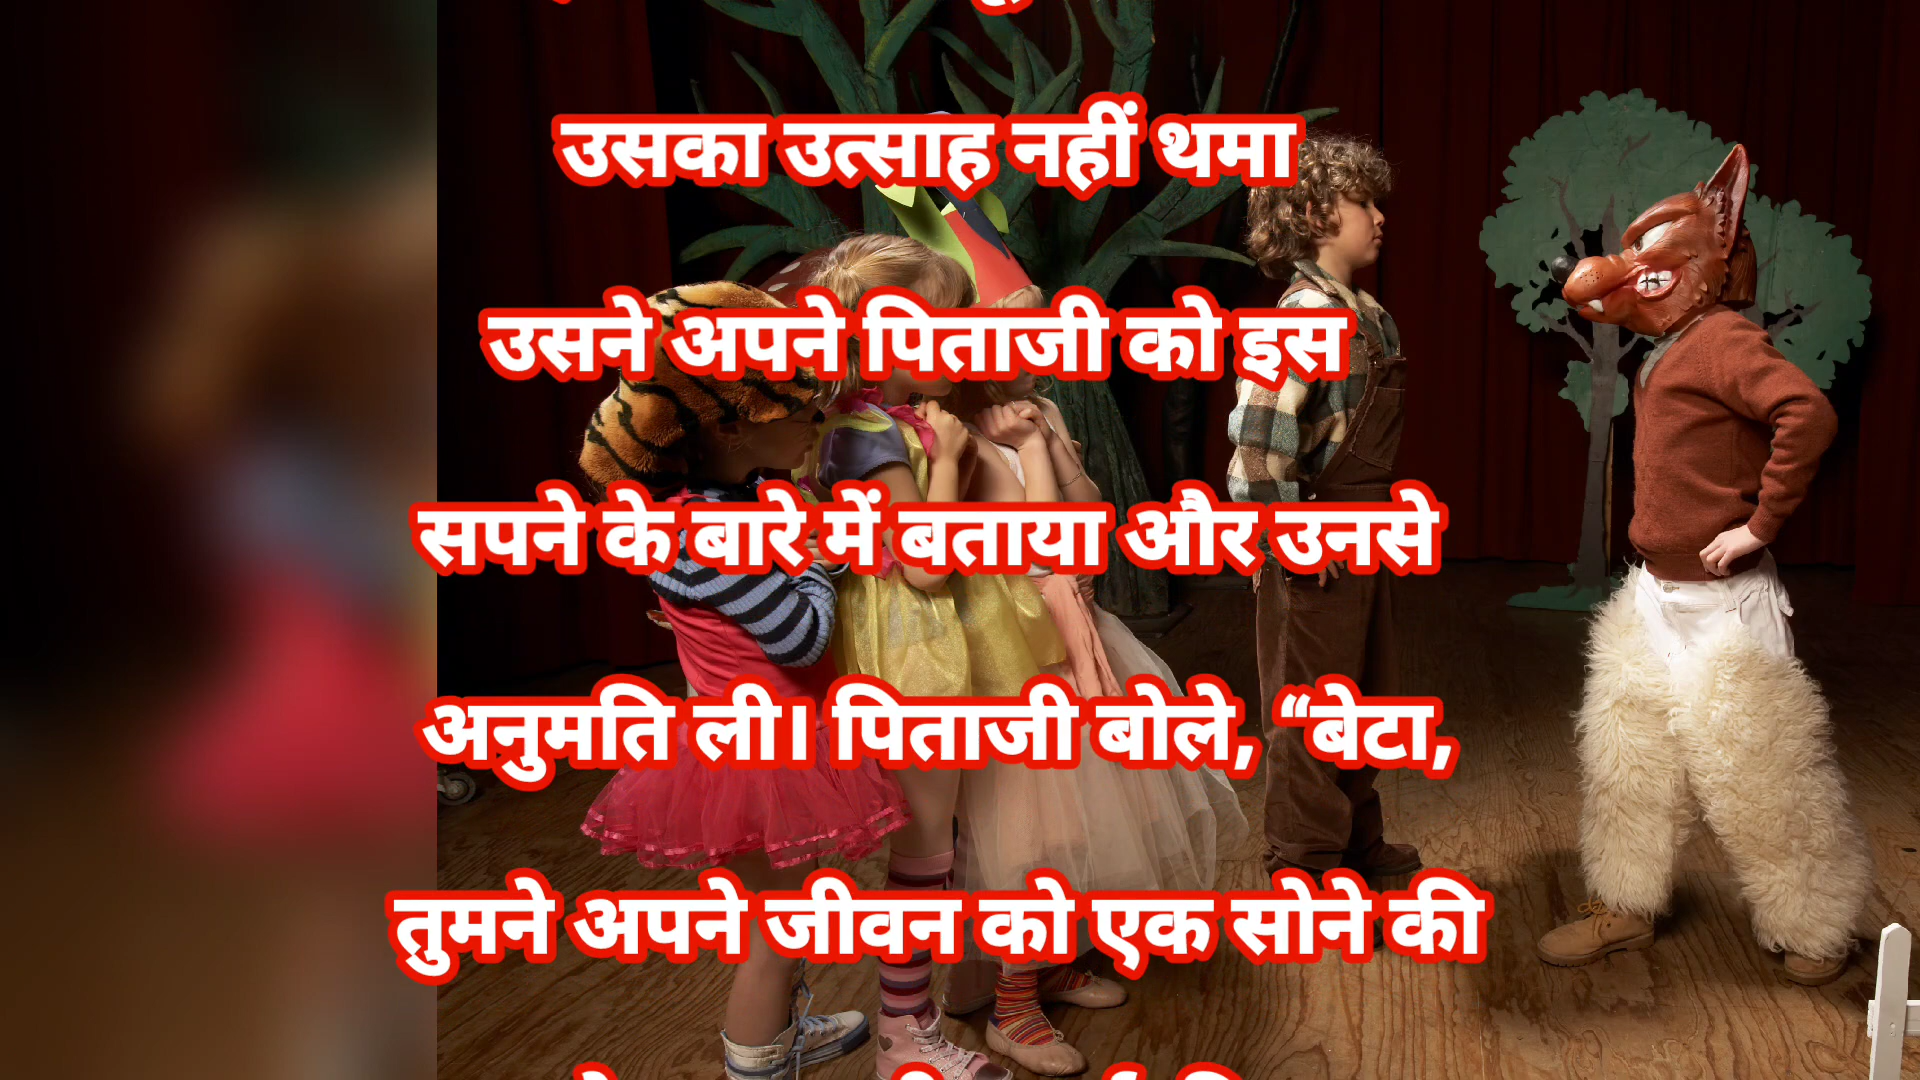 उसका उत्साह नहीं थमा
उसने अपने पिताजी को इस
सपने के बारे में बताया और उनसे
अनुमति ली। पिताजी बोले, “बेटा,
तुमने अपने जीवन को एक सोने की